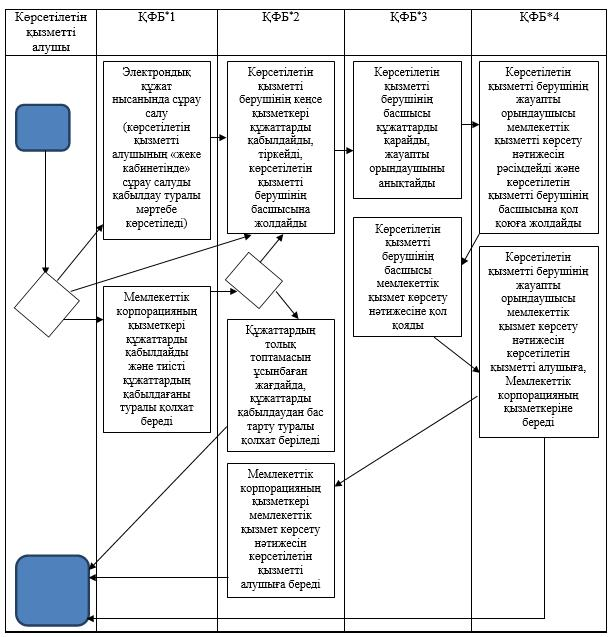 Көрсетілетін
қызметті
алушы
ҚФБ*1
ҚФБ*2
ҚФБ*3
ҚФБ*4
Электрондық
құжат
нысанында сұрау
салу
(көрсетілетін
қызметті
алушының «жеке
кабинетінде»
сұрау салуды
қабылдау туралы
мәртебе
көрсетіледі)
Көрсетілетін
қызметті
берушінің кеңсе
қызметкері
құжаттарды
қабылдайды,
тіркейді,
көрсетілетін
қызметті
берушінің
басшысына
жолдайды
Көрсетілетін
қызметті
берушінің
басшысы
құжаттарды
қарайды,
жауапты
орындаушыны
анықтайды
Көрсетілетін
қызметті берушінің
жауапты
орындаушысы
мемлекеттік
қызметті көрсету
нәтижесін
рәсімдейді және
көрсетілетін
қызметті берушінің
басшысына қол
қоюға жолдайды
Мемлекеттік
корпорацияның
қызметкері
құжаттарды
қабылдайды
және тиісті
құжаттардың
қабылдағаны
туралы қолхат
береді
Құжаттардың
толық
топтамасын
ұсынбаған
жағдайда,
құжаттарды
қабылдаудан бас
тарту туралы
қолхат беріледі
Көрсетілетін
қызметті
берушінің
басшысы
мемлекеттік
қызмет көрсету
нәтижесіне қол
қояды
Көрсетілетін
қызметті берушінің
жауапты
орындаушысы
мемлекеттік
қызмет көрсету
нәтижесін
көрсетілетін
қызметті алушыға,
Мемлекеттік
корпорацияның
қызметкеріне
береді
Мемлекеттік
корпорацияның
қызметкері
мемлекеттік
қызмет көрсету
нәтижесін
көрсетілетін
қызметті
алушыға береді